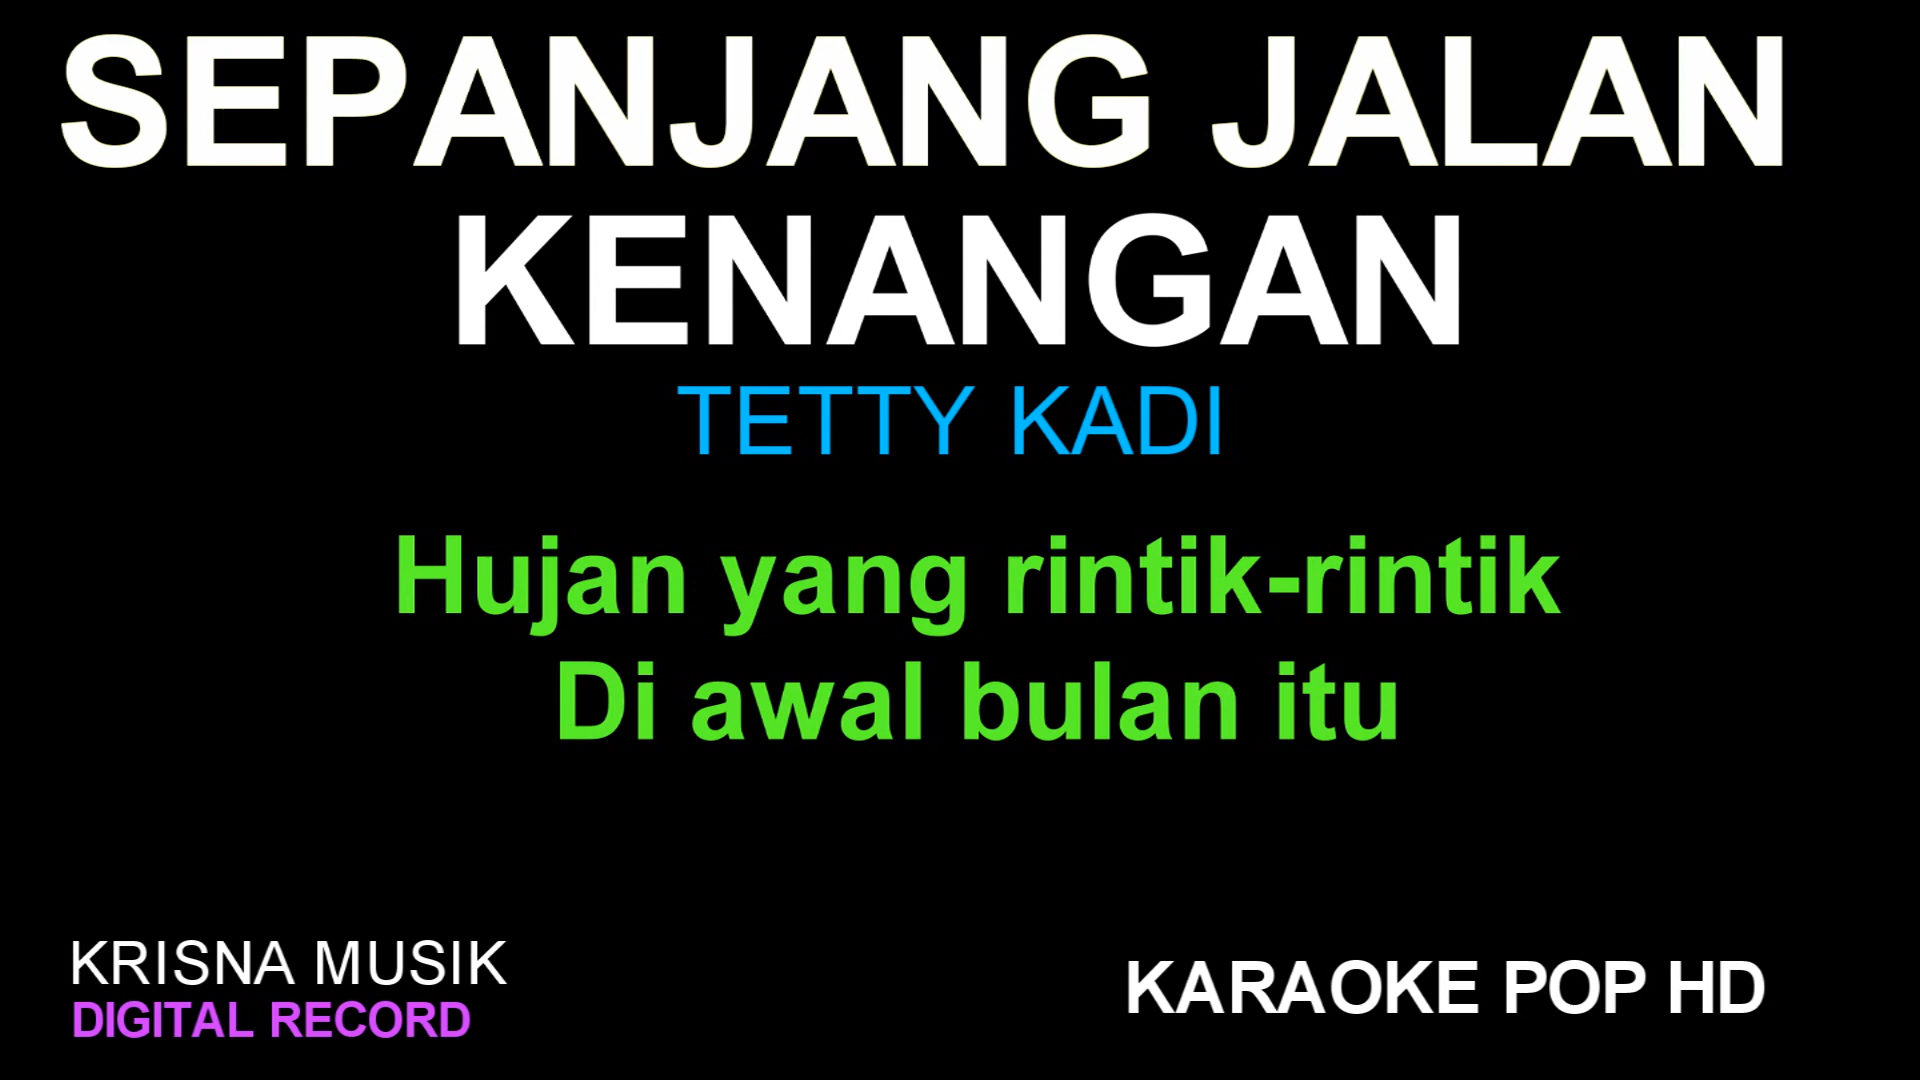 SEPANJANG JALAN
KENANGAN
TETTY KADI
Hujan yang rintik-rintik
Di awal bulan itu
KRISNA MUSIK
DIGITAL RECORD
KARAOKE POP HD